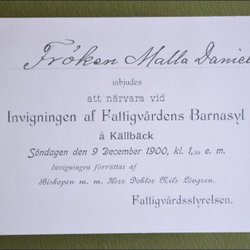 Fröken Malla Daniel
inbjudes
att närvara vid
Invigningen af Fattigvårdens Barnasyl
å Källbäck
Söndagen den 9 December 1900, kl. 1,30 e. m.
Invigningen förrättas af
Biskopen m. m. Herr Doktor Nils Lövgren.
Fattigvårdsstyrelsen.